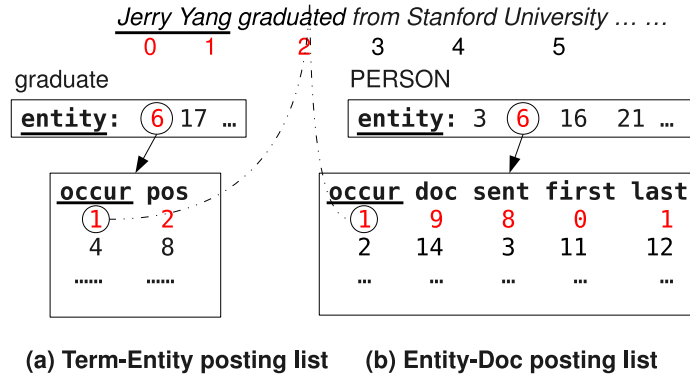 Jerry Yang graduated from Stanford University … …
0 1 2 3 4 5
graduate PERSON
entity: 6 17 … entity: 3 6 16 21 …
occur pos occur doc sent first last
1 2 1 9 8 0 1
4 8 2 14 3 11 12
…… …… … … … … …
(a) Term-Entity posting list (b) Entity-Doc posting list